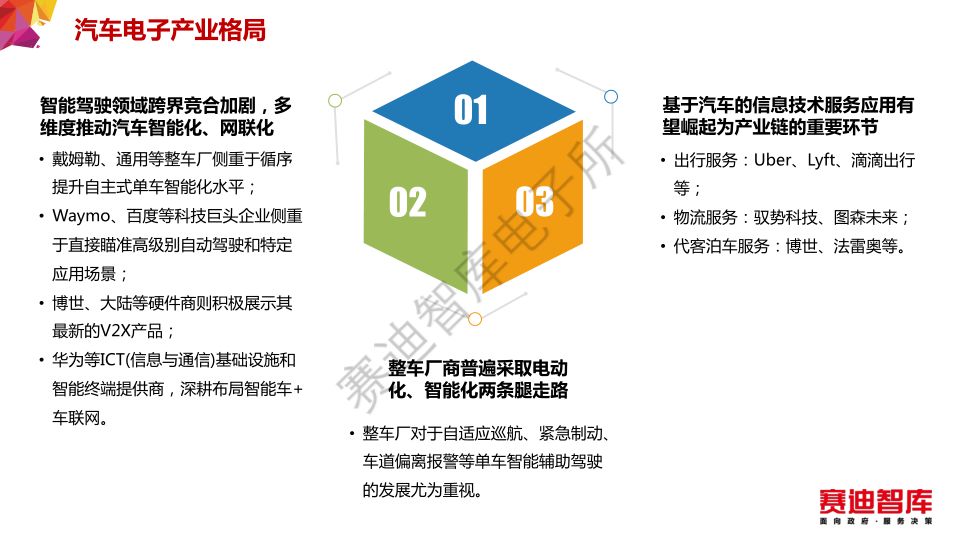 汽车电子产业格局
智能驾驶领域跨界竞合加剧，多
维度推动汽车智能化、网联化
• 戴姆勒、通用等整车厂侧重于循序
提升自主式单车智能化水平；
• Waymo、百度等科技巨头企业侧重
于直接瞄准高级别自动驾驶和特定
应用场景；
• 博世、大陆等硬件商则积极展示其
最新的V2X产品；
• 华为等ICT(信息与通信)基础设施和
智能终端提供商，深耕布局智能车+
车联网。
01
02
03
赛迪智库电子所
整车厂商普遍采取电动
化、智能化两条腿走路
• 整车厂对于自适应巡航、紧急制动、
车道偏离报警等单车智能辅助驾驶
的发展尤为重视。
基于汽车的信息技术服务应用有
望崛起为产业链的重要环节
• 出行服务：Uber、Lyft、滴滴出行
等；
• 物流服务：驭势科技、图森未来；
• 代客泊车服务：博世、法雷奥等。
赛迪智库
面向政府·服务决策